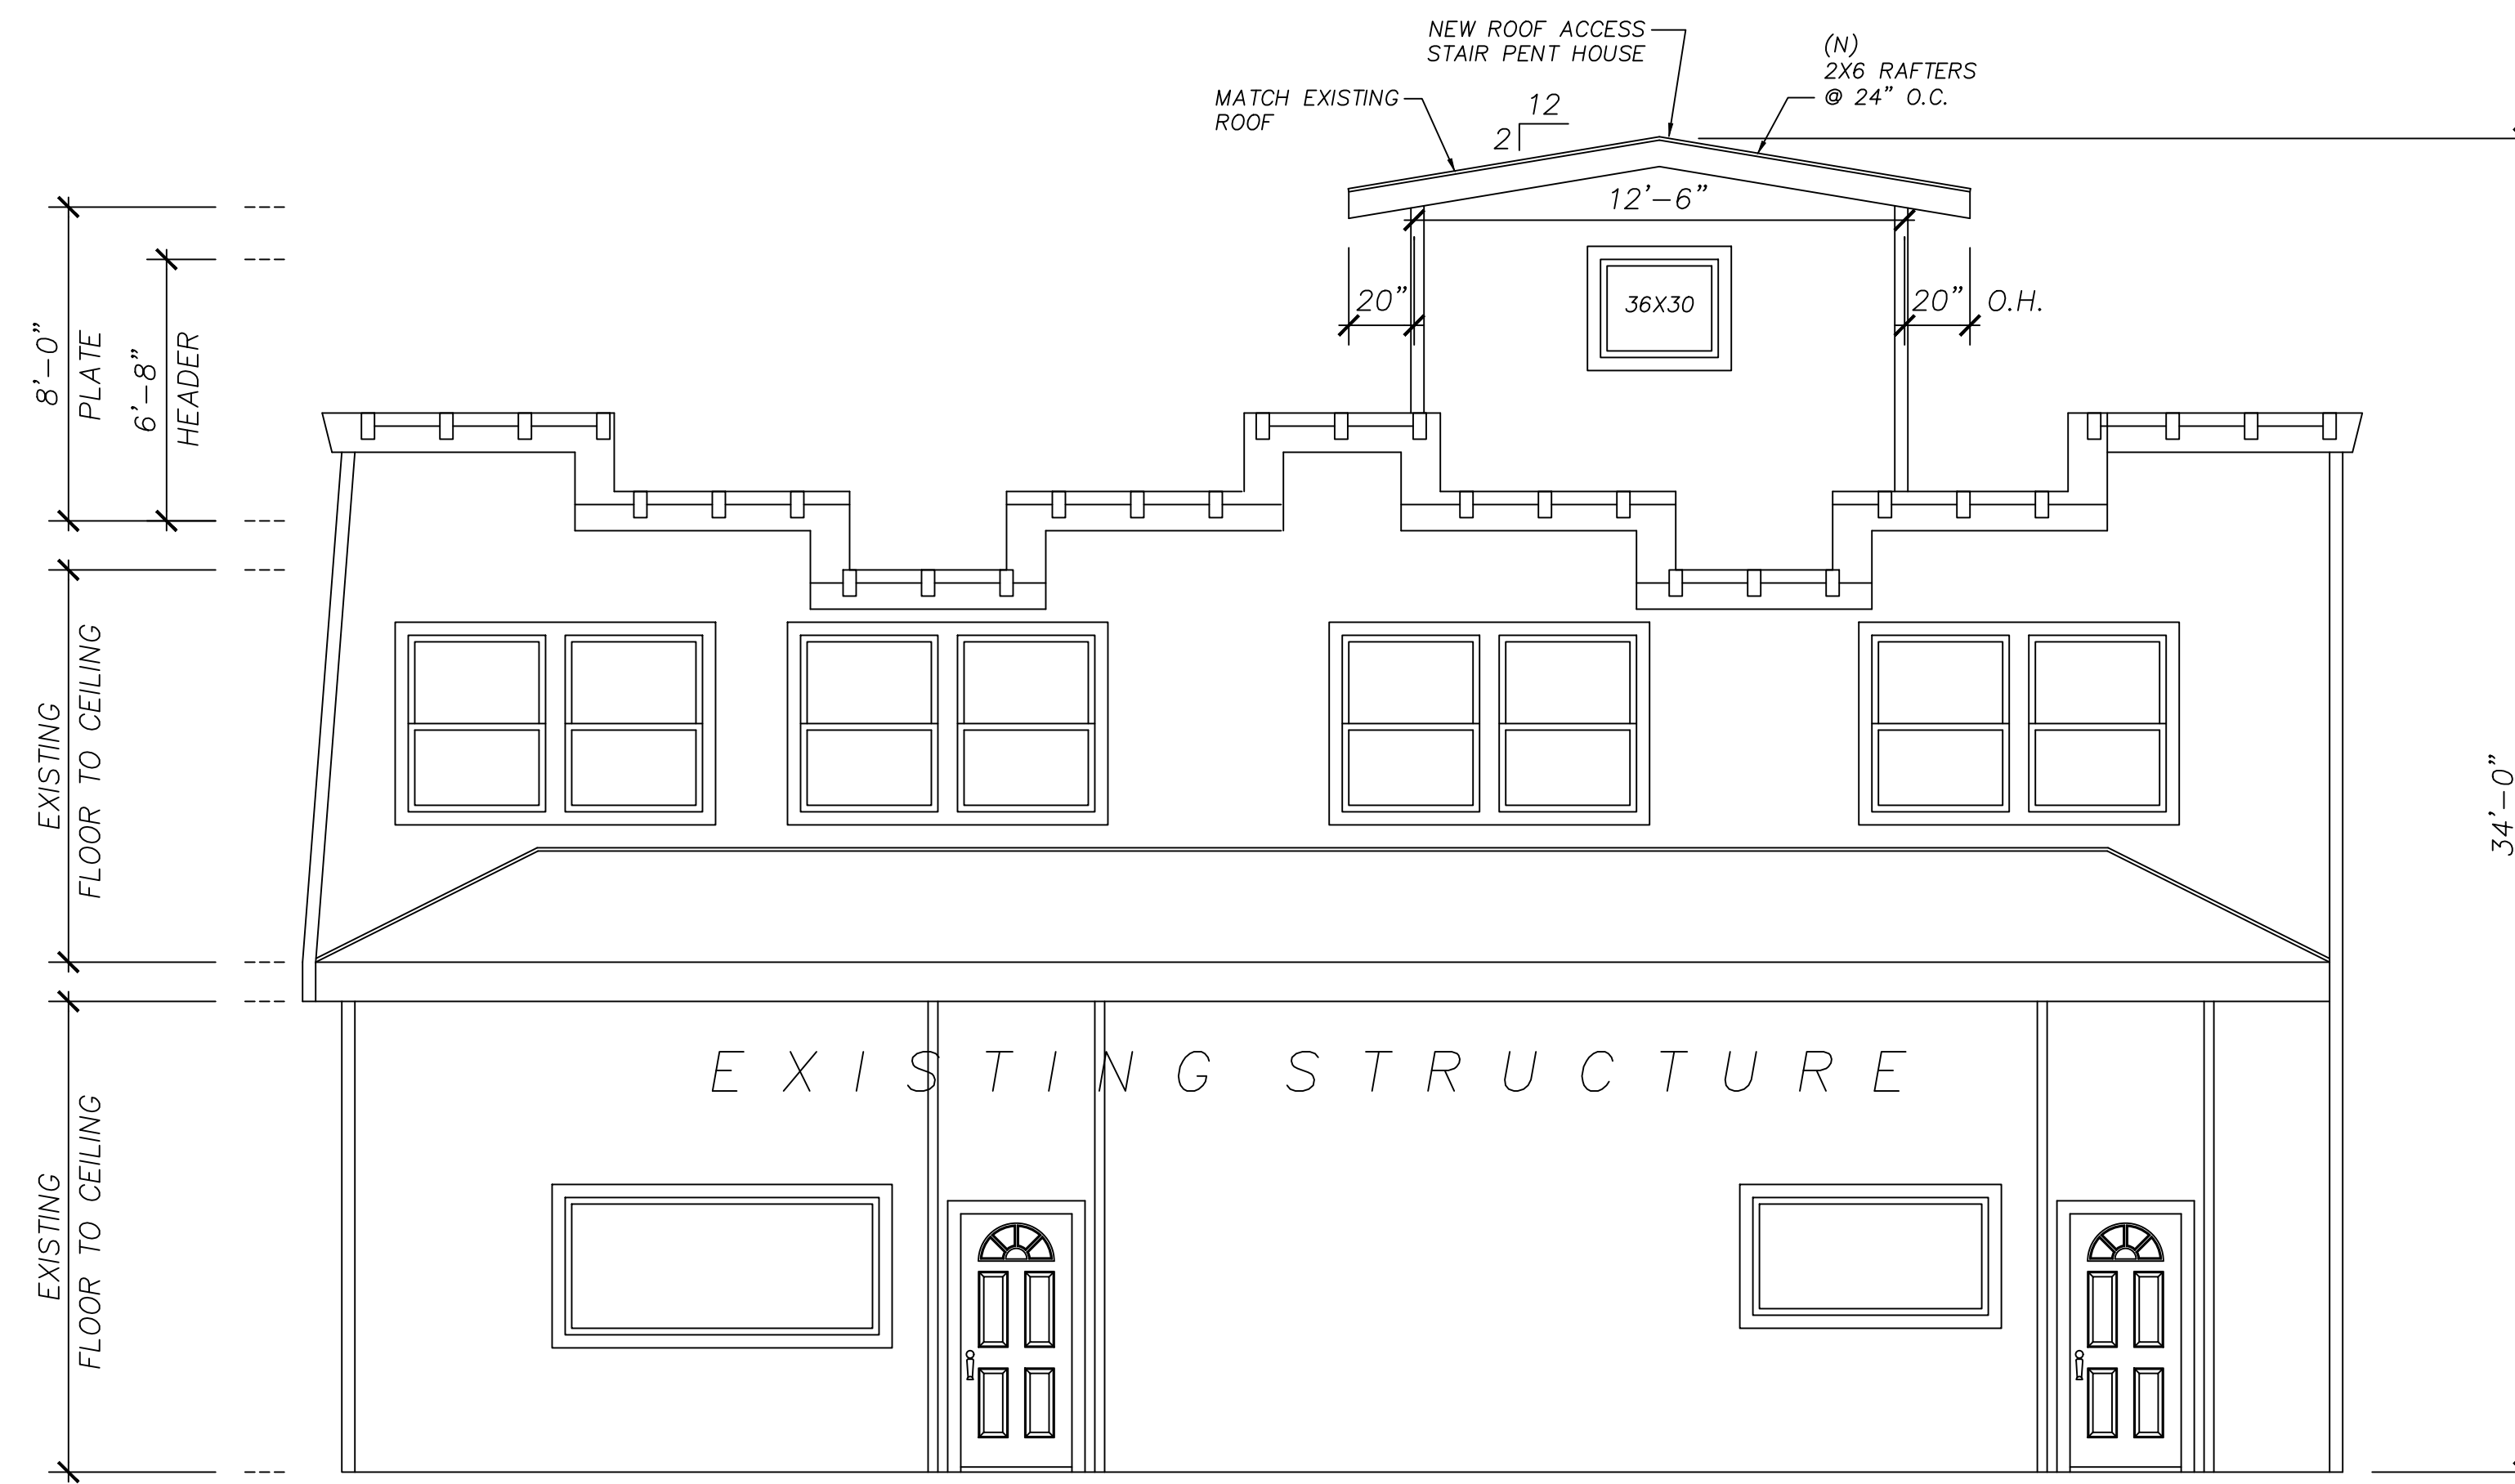 NEW ROOF ACCESS
STAIR PENT HOUSE
(N)
2X6 RAFTERS
@ 24" O.C.
MATCH EXISTING
ROOF
12
2
12'-6"
20"
36X30
20" O.H.
8'-0"
PLATE
6'-8"
HEADER
EXISTING
FLOOR TO CEILING
34'-0"
EXISTING STRUCTURE
EXISTING
FLOOR TO CEILING